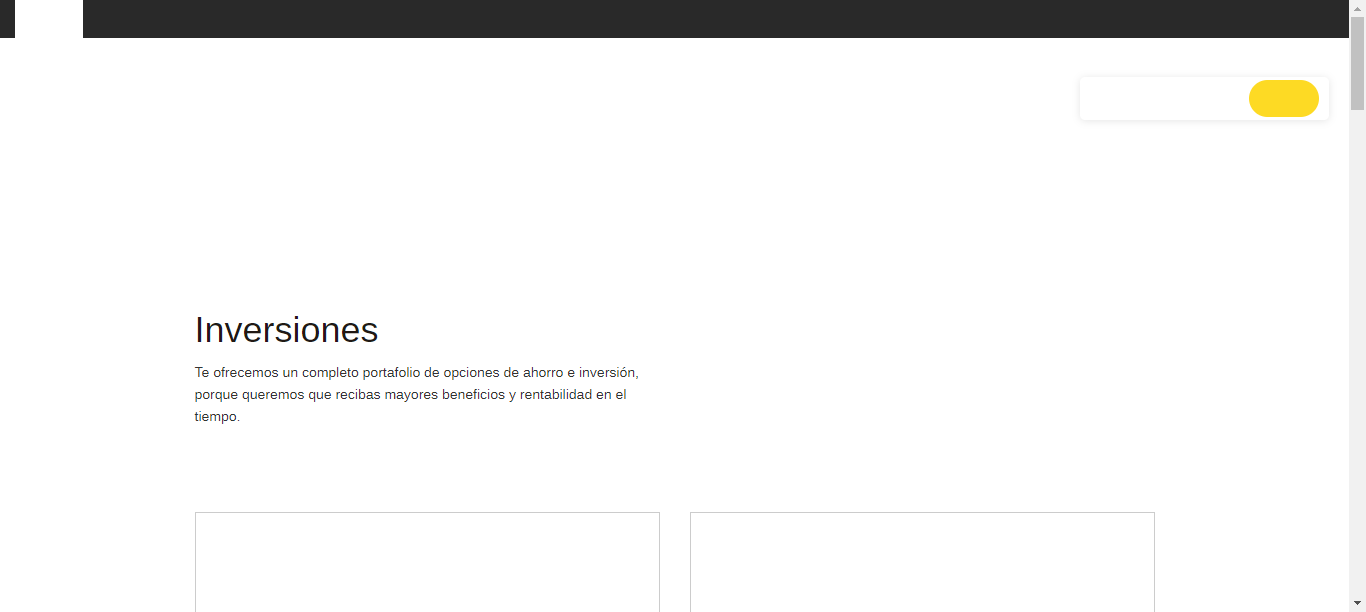 Inversiones
Te ofrecemos un completo portafolio de opciones de ahorro e inversión,
porque queremos que recibas mayores beneficios y rentabilidad en el
tiempo.